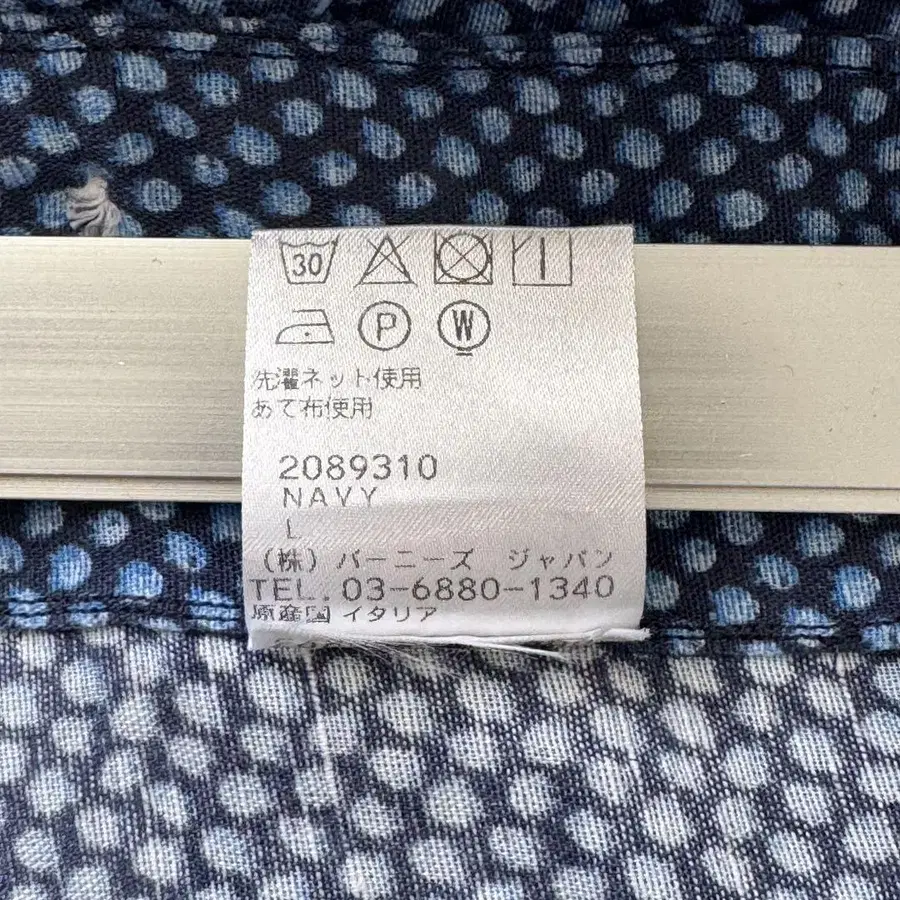 30
P W
洗濯ネット使用
あて布使用
2089310
NAVY
L
(株) バーニーズ ジャパン
TEL. 03-6880-1340
原産国 イタリア